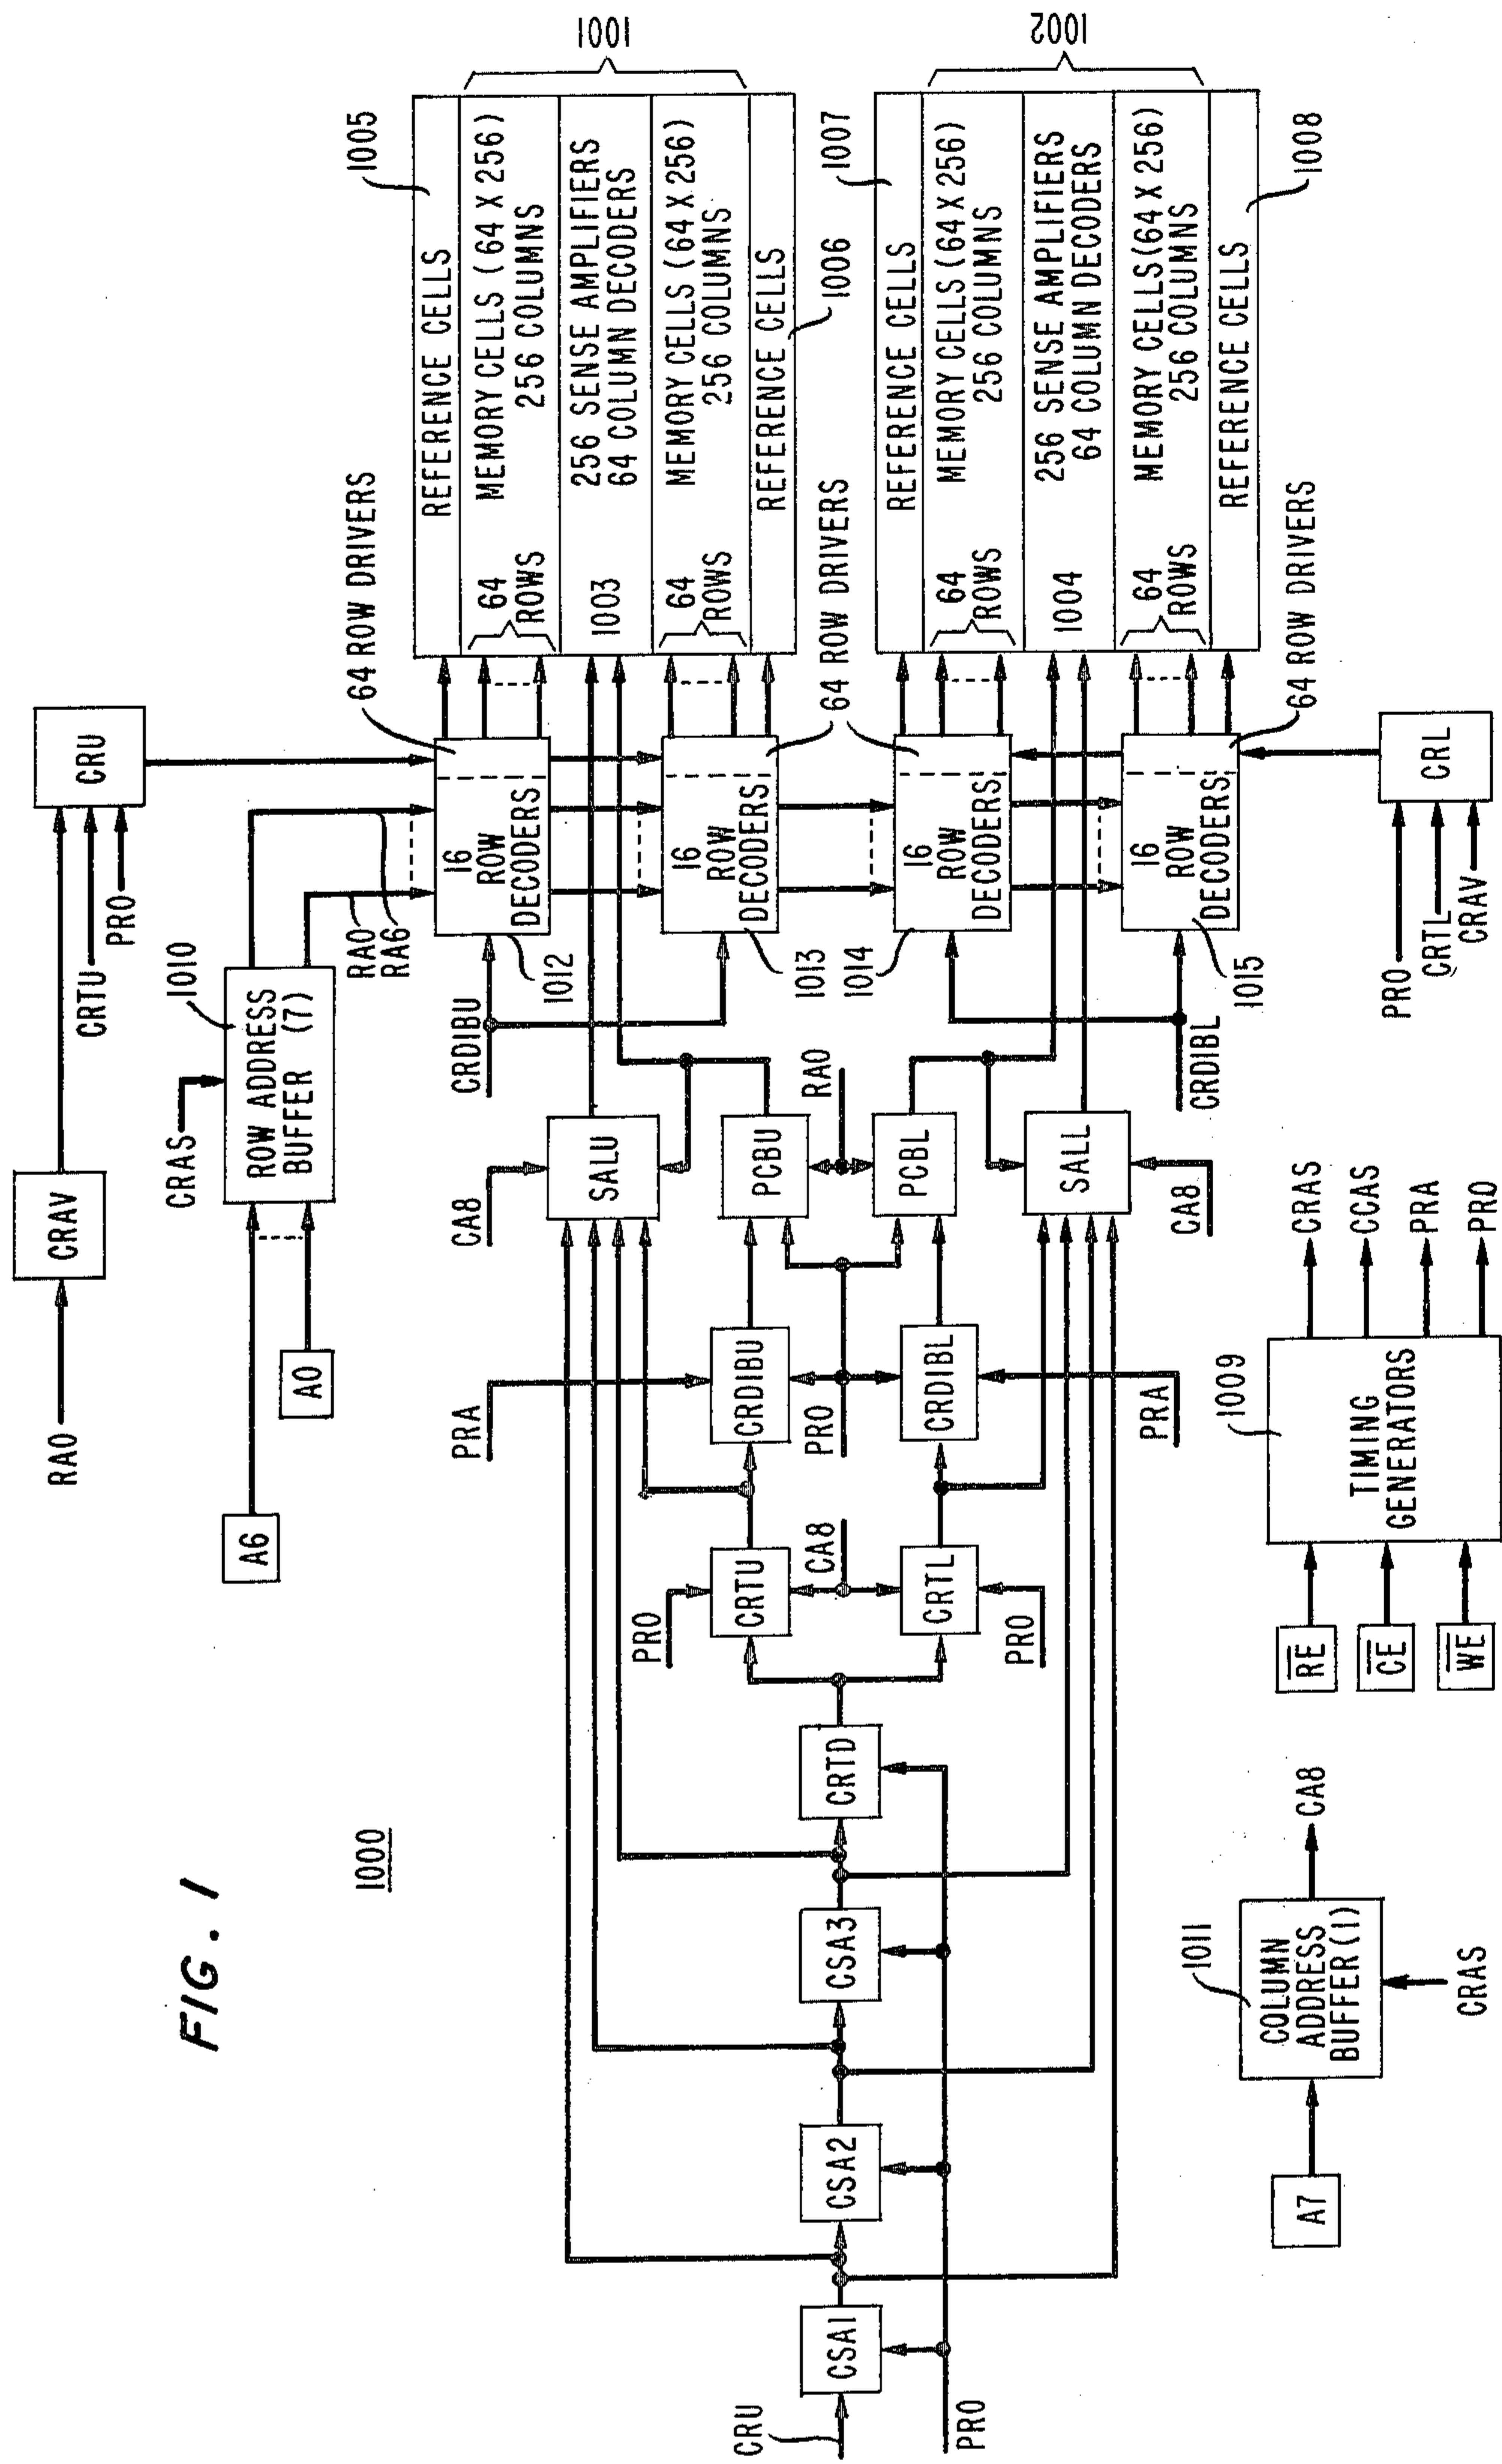 FIG. 1
1000
RAO
CRAV
CRU
CRTU
PRO
A6
A0
CRAS
ROW ADDRESS
BUFFER (7)
1010
RAO
RA6
64 ROW DRIVERS
16
ROW
DECODERS
1012
CRDIBU
16
ROW
DECODERS
1013
64 ROW DRIVERS
16
ROW
DECODERS
1014
16
ROW
DECODERS
1015
CRDIBL
64 ROW DRIVERS
PRO
CRTL
CRAV
CRL
REFERENCE CELLS
1005
64
ROWS
MEMORY CELLS (64 X 256)
256 COLUMNS
1003
256 SENSE AMPLIFIERS
64 COLUMN DECODERS
64
ROWS
MEMORY CELLS (64 X 256)
256 COLUMNS
REFERENCE CELLS
1006
1001
REFERENCE CELLS
1007
64
ROWS
MEMORY CELLS (64 X 256)
256 COLUMNS
1004
256 SENSE AMPLIFIERS
64 COLUMN DECODERS
64
ROWS
MEMORY CELLS (64 X 256)
256 COLUMNS
REFERENCE CELLS
1008
1002
CA8
SALU
PCBU
RAO
PCBL
SALL
CA8
PRA
CRDIBU
PRO
CRDIBL
PRA
PRO
CRTU
CA8
CRTL
PRO
CRU
CSA1
CSA2
CSA3
CRTD
PRO
A7
COLUMN
ADDRESS
BUFFER (1)
1011
CA8
CRAS
RE
CE
WE
TIMING
GENERATORS
1009
CRAS
CCAS
PRA
PRO